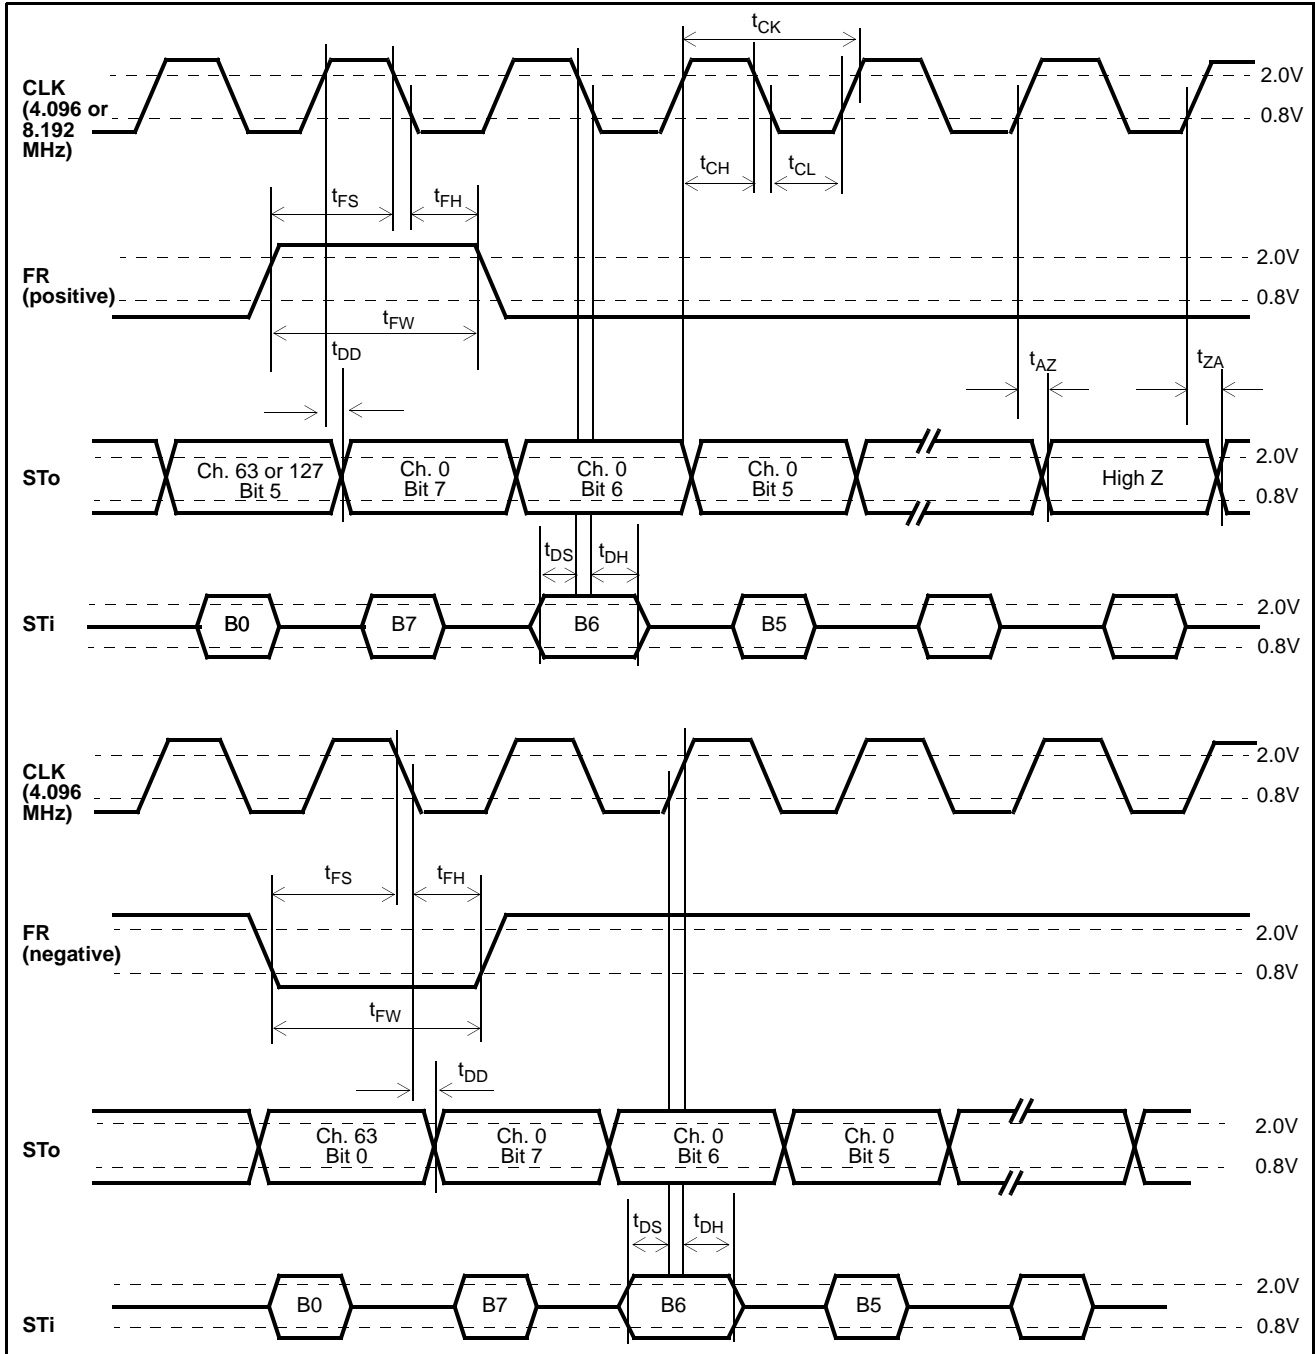 tCK
CLK
(4.096 or
8.192
MHz)
2.0V
0.8V
tCH
tCL
tFS
tFH
FR
(positive)
2.0V
0.8V
tFW
tDD
tAZ
tZA
STo
Ch. 63 or 127
Bit 5
Ch. 0
Bit 7
Ch. 0
Bit 6
Ch. 0
Bit 5
High Z
2.0V
0.8V
tDS
tDH
STi
B0
B7
B6
B5
2.0V
0.8V
CLK
(4.096
MHz)
2.0V
0.8V
tFS
tFH
FR
(negative)
2.0V
0.8V
tFW
tDD
STo
Ch. 63
Bit 0
Ch. 0
Bit 7
Ch. 0
Bit 6
Ch. 0
Bit 5
2.0V
0.8V
tDS
tDH
STi
B0
B7
B6
B5
2.0V
0.8V